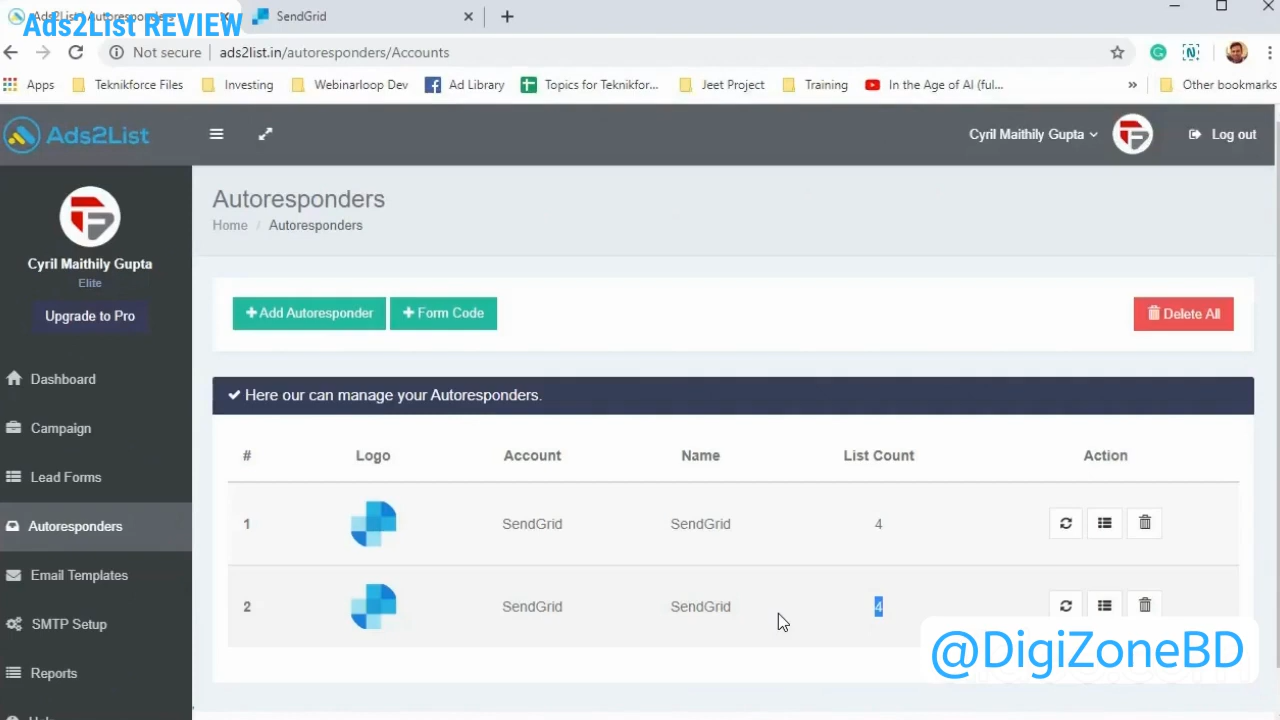 Ads2List REVIEW
SendGrid
Not secure
ads2list.in/autoresponders/Accounts
Apps
Teknikforce Files
Investing
Webinarloop Dev
Ad Library
Topics for Teknikfor...
Jeet Project
Training
In the Age of AI (ful...
»
Other bookmarks
Ads2List
Cyril Maithily Gupta
Log out
Cyril Maithily Gupta
Elite
Upgrade to Pro
Dashboard
Campaign
Lead Forms
Autoresponders
Email Templates
SMTP Setup
Reports
Autoresponders
Home / Autoresponders
+ Add Autoresponder
+ Form Code
Delete All
Here our can manage your Autoresponders.
# Logo Account Name List Count Action
1 SendGrid SendGrid 4
2 SendGrid SendGrid 4
@DigiZoneBD